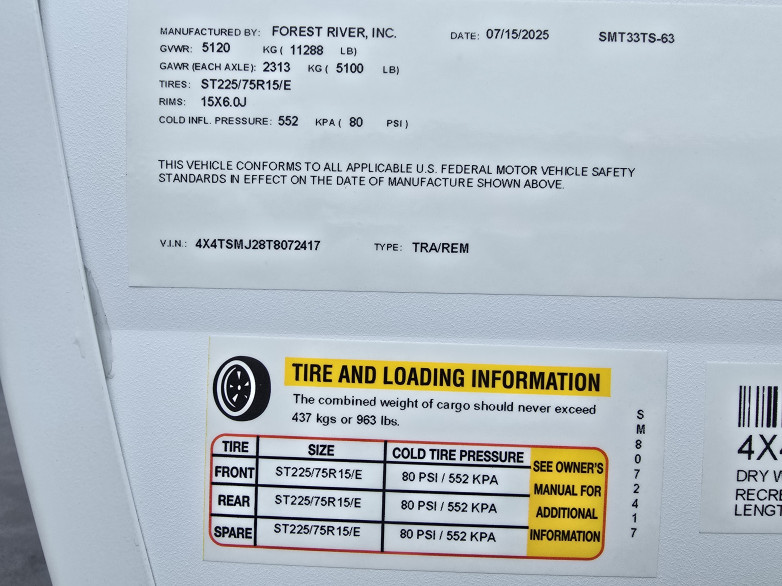 MANUFACTURED BY: FOREST RIVER, INC. DATE: 07/15/2025 SMT33TS-63
GVWR: 5120 KG ( 11288 LB)
GAWR (EACH AXLE): 2313 KG ( 5100 LB)
TIRES: ST225/75R15/E
RIMS: 15X6.0J
COLD INFL. PRESSURE: 552 KPA ( 80 PSI )
THIS VEHICLE CONFORMS TO ALL APPLICABLE U.S. FEDERAL MOTOR VEHICLE SAFETY
STANDARDS IN EFFECT ON THE DATE OF MANUFACTURE SHOWN ABOVE.
V.I.N.: 4X4TSMJ28T8072417 TYPE: TRA/REM
TIRE AND LOADING INFORMATION
The combined weight of cargo should never exceed
437 kgs or 963 lbs.
TIRE SIZE COLD TIRE PRESSURE
FRONT ST225/75R15/E 80 PSI / 552 KPA
REAR ST225/75R15/E 80 PSI / 552 KPA
SPARE ST225/75R15/E 80 PSI / 552 KPA
SEE OWNER'S
MANUAL FOR
ADDITIONAL
INFORMATION
SM8072417
4X
DRY W
RECRE
LENGT